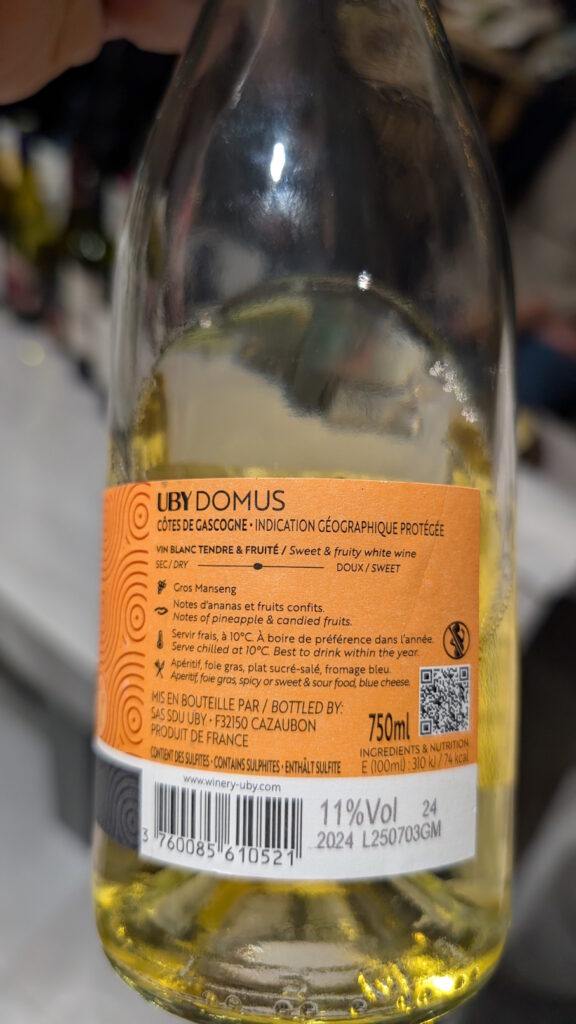 UBY DOMUS
CÔTES DE GASCOGNE • INDICATION GÉOGRAPHIQUE PROTÉGÉE
VIN BLANC TENDRE & FRUITÉ / Sweet & fruity white wine
SEC / DRY DOUX / SWEET
Gros Manseng
Notes d'ananas et fruits confits.
Notes of pineapple & candied fruits.
Servir frais, à 10°C. À boire de préférence dans l'année.
Serve chilled at 10°C. Best to drink within the year.
Apéritif, foie gras, plat sucré-salé, fromage bleu.
Aperitif, foie gras, spicy or sweet & sour food, blue cheese.
MIS EN BOUTEILLE PAR / BOTTLED BY:
SAS SDU UBY • F32150 CAZAUBON
PRODUIT DE FRANCE
750ml
INGREDIENTS & NUTRITION
E (100ml) : 310 kJ / 74 kcal
CONTIENT DES SULFITES • CONTAINS SULPHITES • ENTHÄLT SULFITE
www.winery-uby.com
3 760085 610521
11%Vol 24
2024 L250703GM